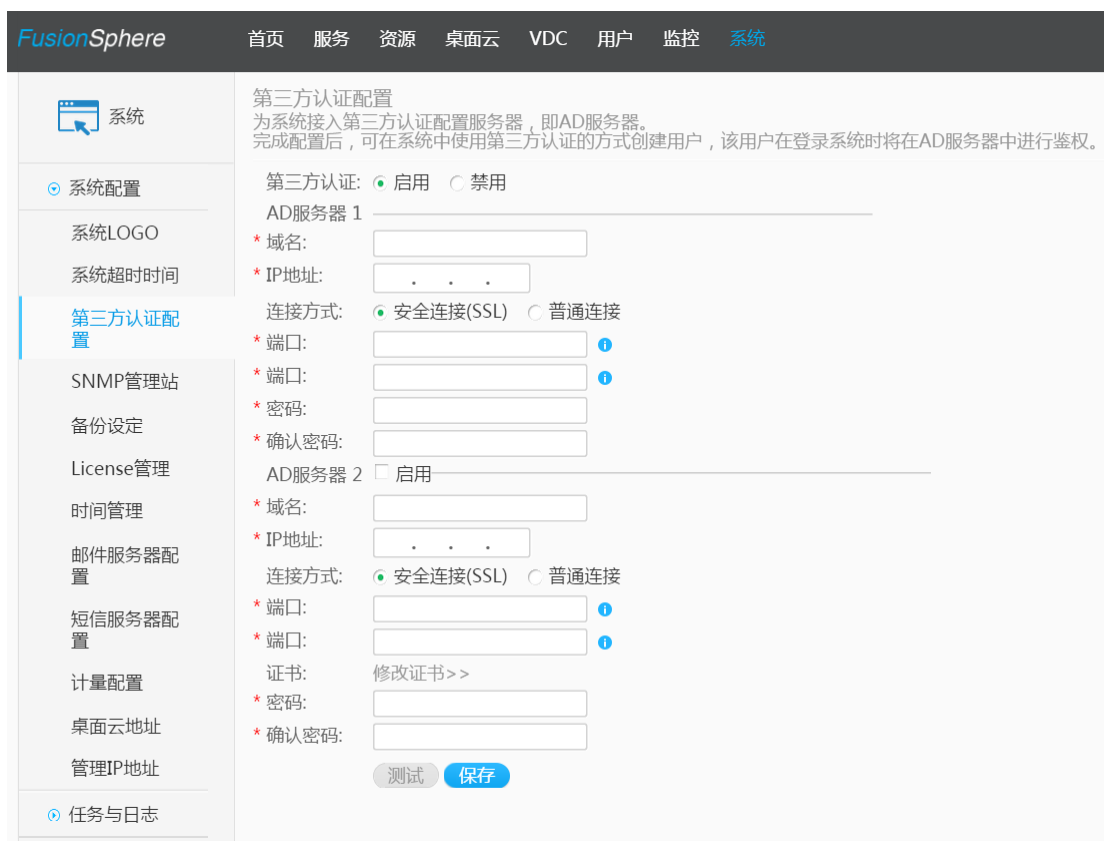 FusionSphere 首页 服务 资源 桌面云 VDC 用户 监控 系统
系统
系统配置
系统LOGO
系统超时时间
第三方认证配
置
SNMP管理站
备份设定
License管理
时间管理
邮件服务器配
置
短信服务器配
置
计量配置
桌面云地址
管理IP地址
任务与日志
第三方认证配置
为系统接入第三方认证配置服务器，即AD服务器。
完成配置后，可在系统中使用第三方认证的方式创建用户，该用户在登录系统时将在AD服务器中进行鉴权。
第三方认证: 启用 禁用
AD服务器 1
* 域名:
* IP地址: . . .
连接方式: 安全连接(SSL) 普通连接
* 端口:
* 端口:
* 密码:
* 确认密码:
AD服务器 2 启用
* 域名:
* IP地址: . . .
连接方式: 安全连接(SSL) 普通连接
* 端口:
* 端口:
证书: 修改证书>>
* 密码:
* 确认密码:
测试 保存